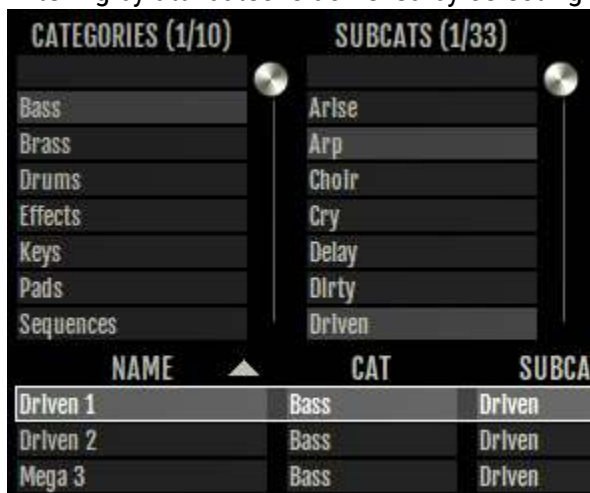 CATEGORIES (1/10) SUBCATS (1/33)
Bass Arise
Brass Arp
Drums Choir
Effects Cry
Keys Delay
Pads Dirty
Sequences Driven
NAME CAT SUBCA
Driven 1 Bass Driven
Driven 2 Bass Driven
Mega 3 Bass Driven